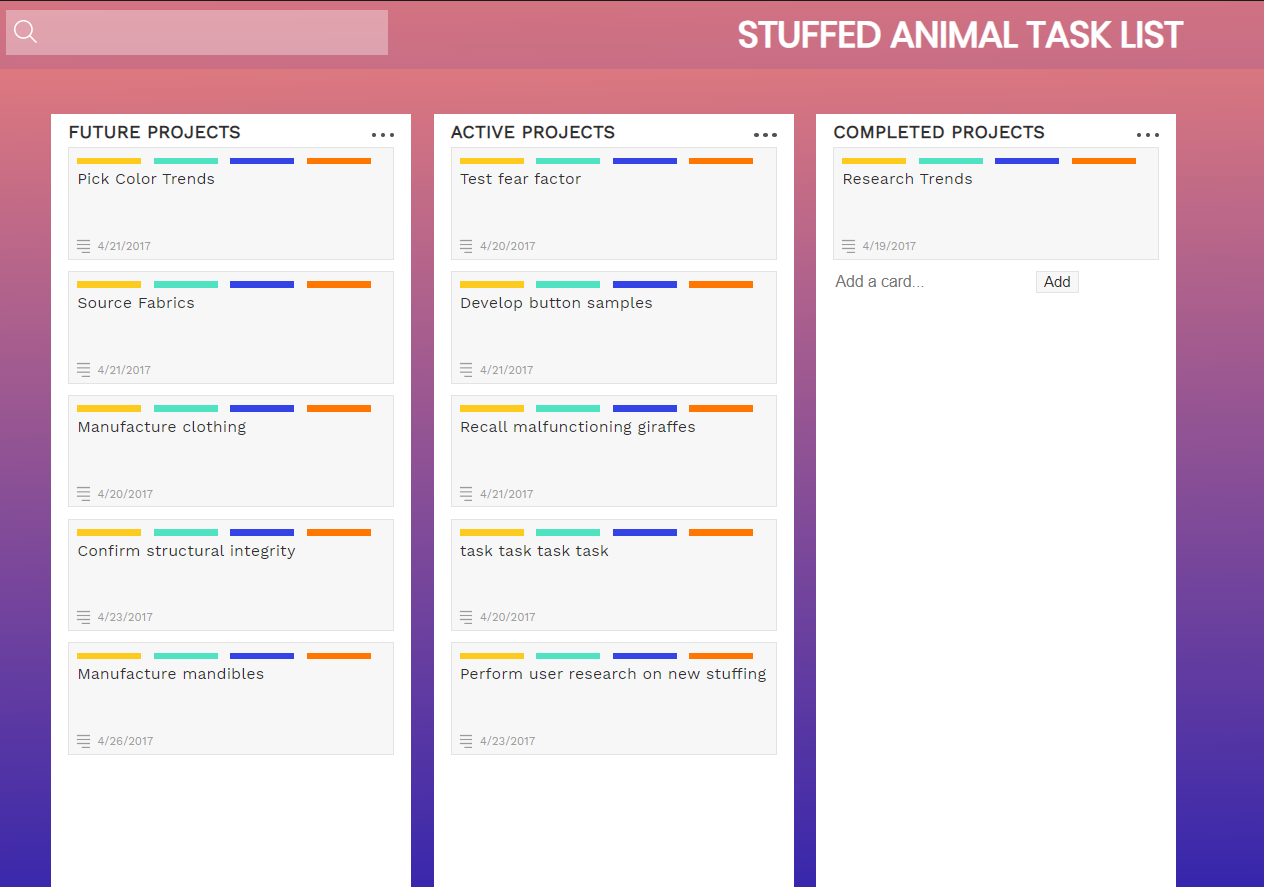 STUFFED ANIMAL TASK LIST
FUTURE PROJECTS
Pick Color Trends
4/21/2017
Source Fabrics
4/21/2017
Manufacture clothing
4/20/2017
Confirm structural integrity
4/23/2017
Manufacture mandibles
4/26/2017
ACTIVE PROJECTS
Test fear factor
4/20/2017
Develop button samples
4/21/2017
Recall malfunctioning giraffes
4/21/2017
task task task task
4/20/2017
Perform user research on new stuffing
4/23/2017
COMPLETED PROJECTS
Research Trends
4/19/2017
Add a card... Add